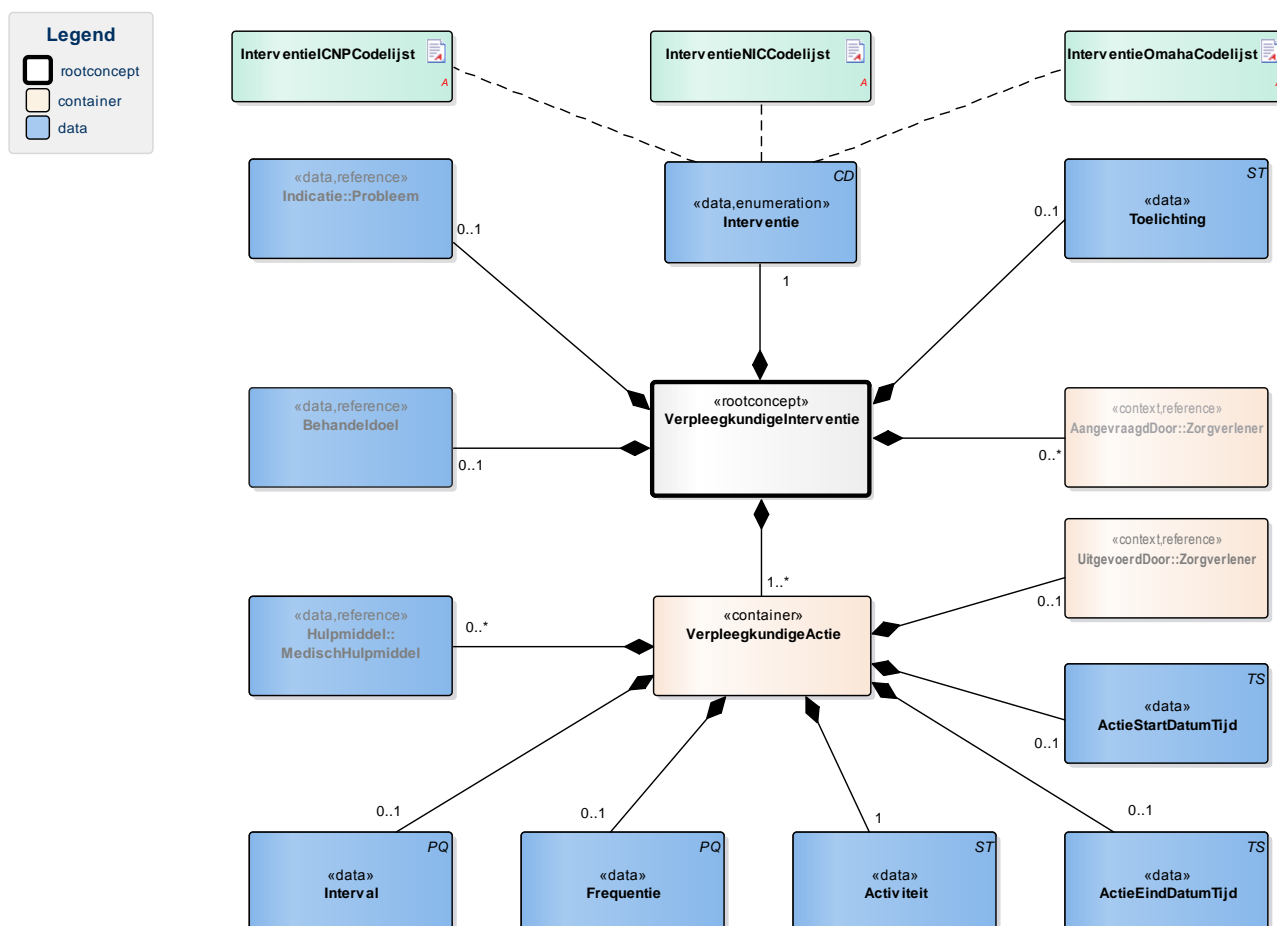 Legend
rootconcept
container
data
InterventieICNPCodelijst
A
InterventieNICCodelijst
A
InterventieOmahaCodelijst
A
«data,reference»
Indicatie::Probleem
0..1
CD
«data,enumeration»
Interventie
1
ST
«data»
Toelichting
0..1
«data,reference»
Behandeldoel
0..1
«rootconcept»
VerpleegkundigeInterventie
«context,reference»
AangevraagdDoor::Zorgverlener
0..*
«context,reference»
UitgevoerdDoor::Zorgverlener
0..1
1..*
«data,reference»
Hulpmiddel::
MedischHulpmiddel
0..*
«container»
VerpleegkundigeActie
TS
«data»
ActieStartDatumTijd
0..1
0..1
PQ
«data»
Interval
0..1
PQ
«data»
Frequentie
1
ST
«data»
Activiteit
0..1
TS
«data»
ActieEindDatumTijd